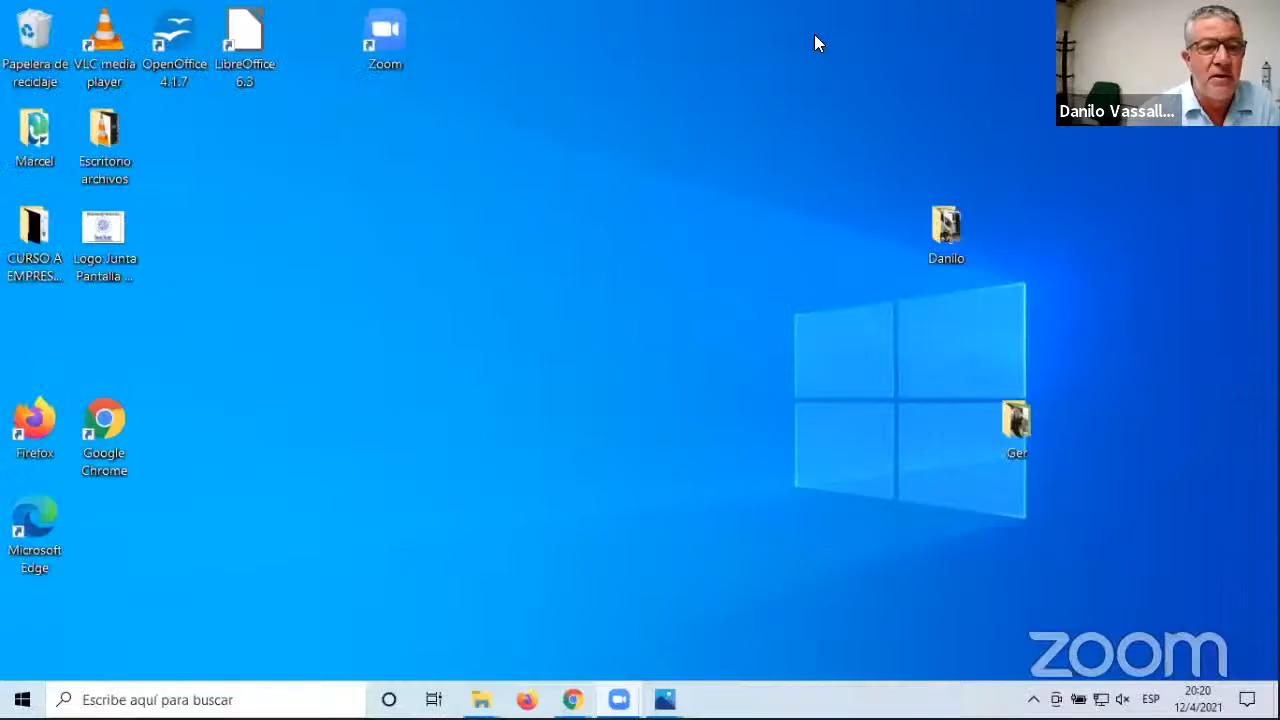 Papelera de
reciclaje
VLC media
player
OpenOffice
4.1.7
LibreOffice
6.3
Zoom
Danilo Vassall...
Marcel
Escritorio
archivos
CURSO A
EMPRES...
Logo Junta
Pantalla ...
Danilo
Firefox
Google
Chrome
Ger
Microsoft
Edge
zoom
Escribe aquí para buscar
ESP
20:20
12/4/2021